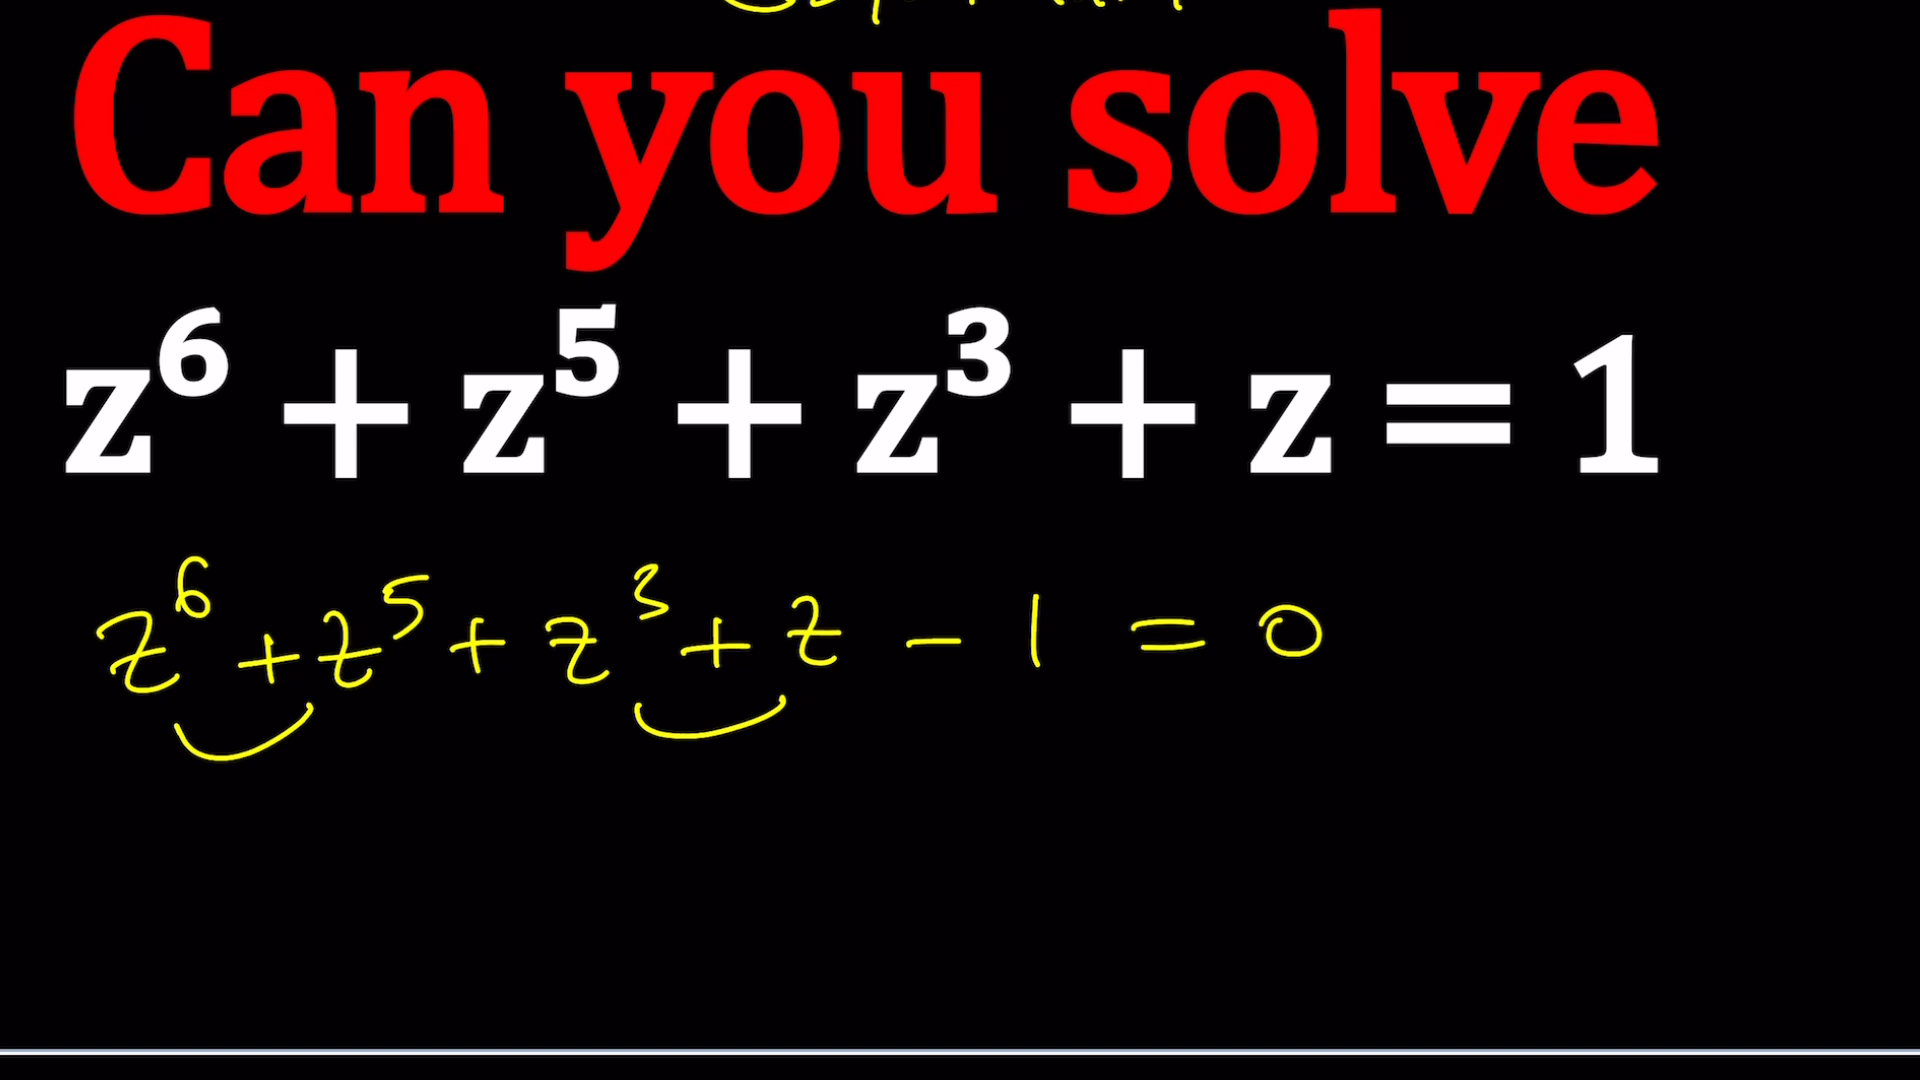 Can you solve
z⁶ + z⁵ + z³ + z = 1
z⁶ + z⁵ + z³ + z - 1 = 0